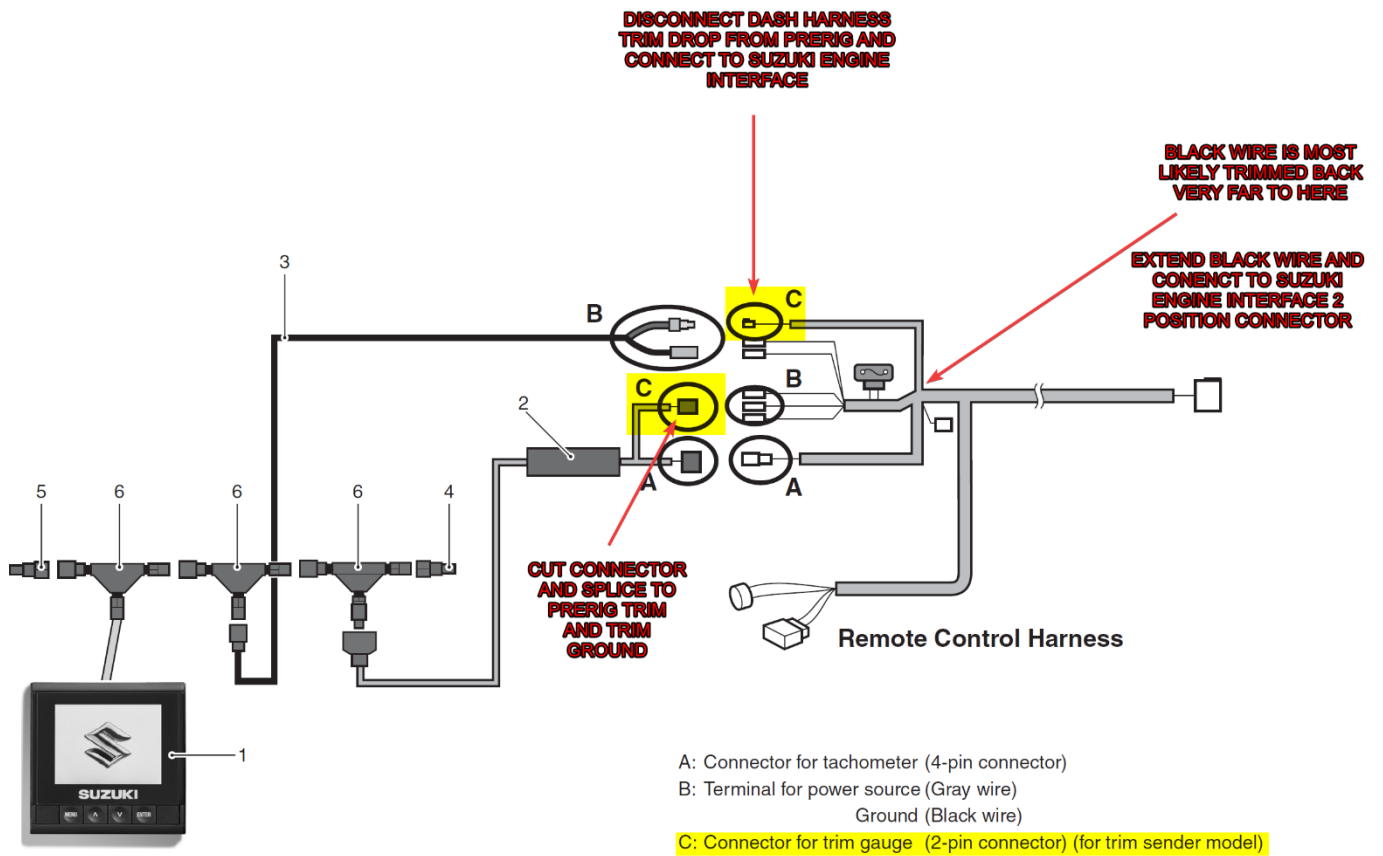 DISCONNECT DASH HARNESS
TRIM DROP FROM PRERIG AND
CONNECT TO SUZUKI ENGINE
INTERFACE
BLACK WIRE IS MOST
LIKELY TRIMMED BACK
VERY FAR TO HERE
EXTEND BLACK WIRE AND
CONENCT TO SUZUKI
ENGINE INTERFACE 2
POSITION CONNECTOR
3
B
C
C
B
2
A
A
5
6
6
6
4
CUT CONNECTOR
AND SPLICE TO
PRERIG TRIM
AND TRIM
GROUND
Remote Control Harness
1
SUZUKI
MENU
ENTER
A: Connector for tachometer (4-pin connector)
B: Terminal for power source (Gray wire)
Ground (Black wire)
C: Connector for trim gauge (2-pin connector) (for trim sender model)